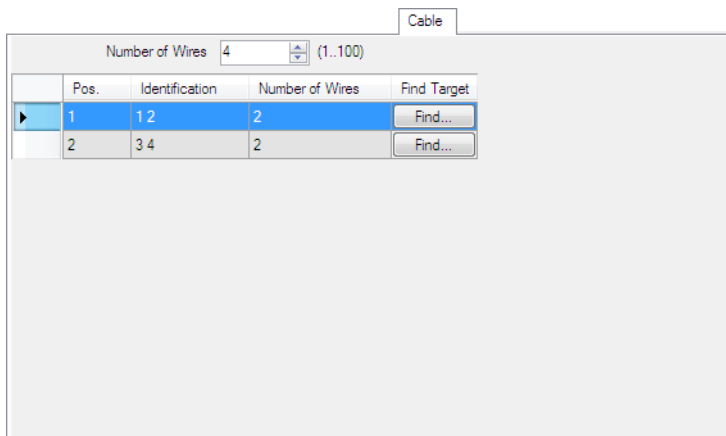 Cable
Number of Wires 4 (1..100)
Pos. Identification Number of Wires Find Target
1 1 2 2 Find...
2 3 4 2 Find...